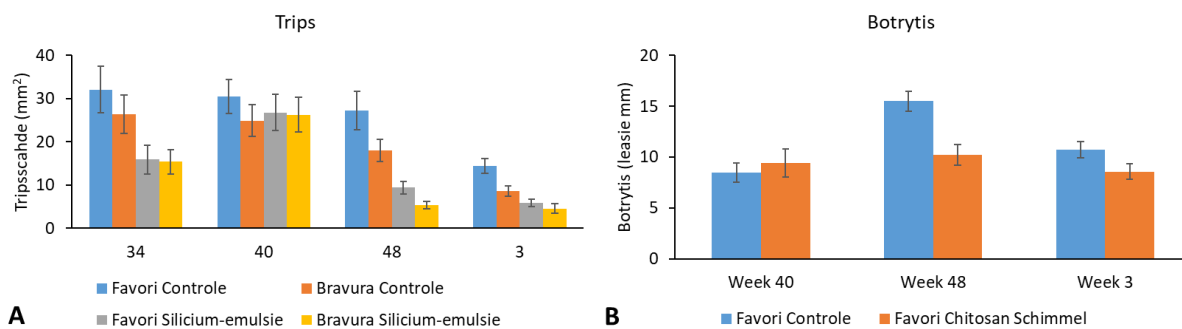 Trips
Tripsscahde (mm²)
40
30
20
10
0
34 40 48 3
Favori Controle Bravura Controle
Favori Silicium-emulsie Bravura Silicium-emulsie
A
Botrytis
Botrytis (leasie mm)
20
15
10
5
0
Week 40 Week 48 Week 3
Favori Controle Favori Chitosan Schimmel
B